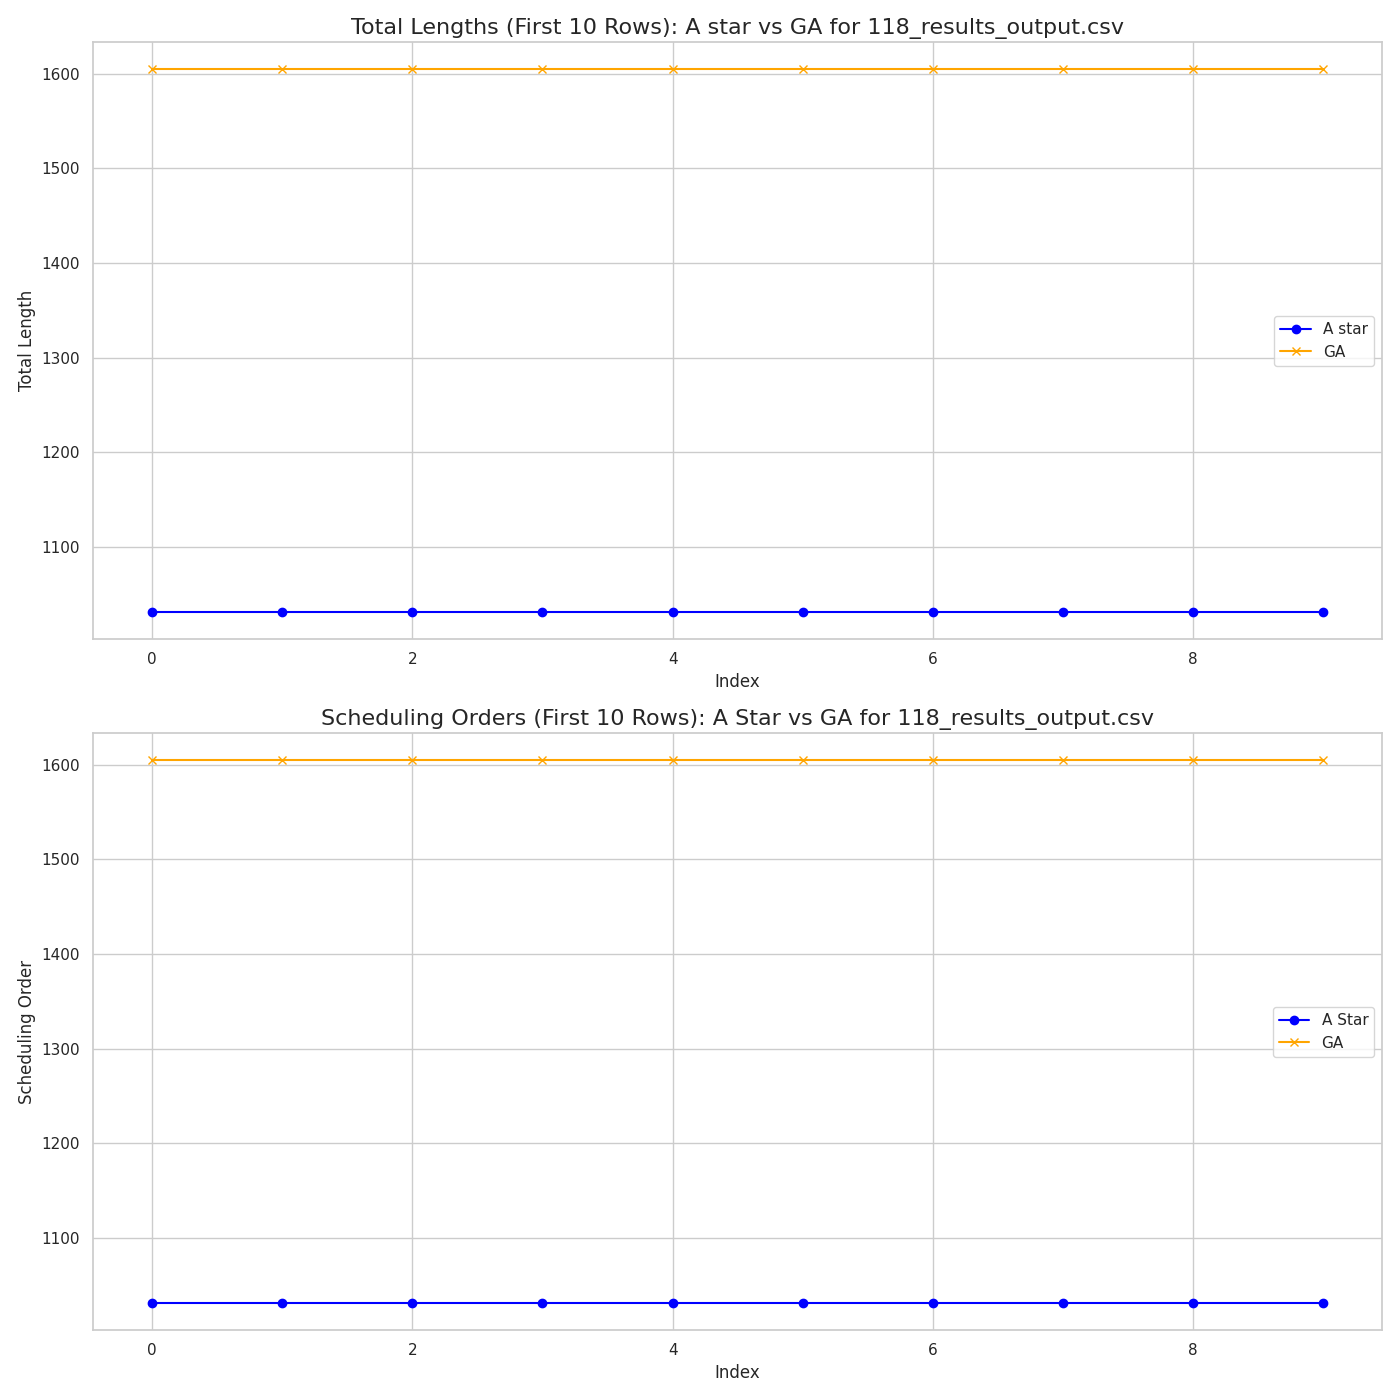 Total Lengths (First 10 Rows): A star vs GA for 118_results_output.csv
1600
1500
1400
1300
1200
1100
Total Length
A star
GA
0 2 4 6 8
Index
Scheduling Orders (First 10 Rows): A Star vs GA for 118_results_output.csv
1600
1500
1400
1300
1200
1100
Scheduling Order
A Star
GA
0 2 4 6 8
Index